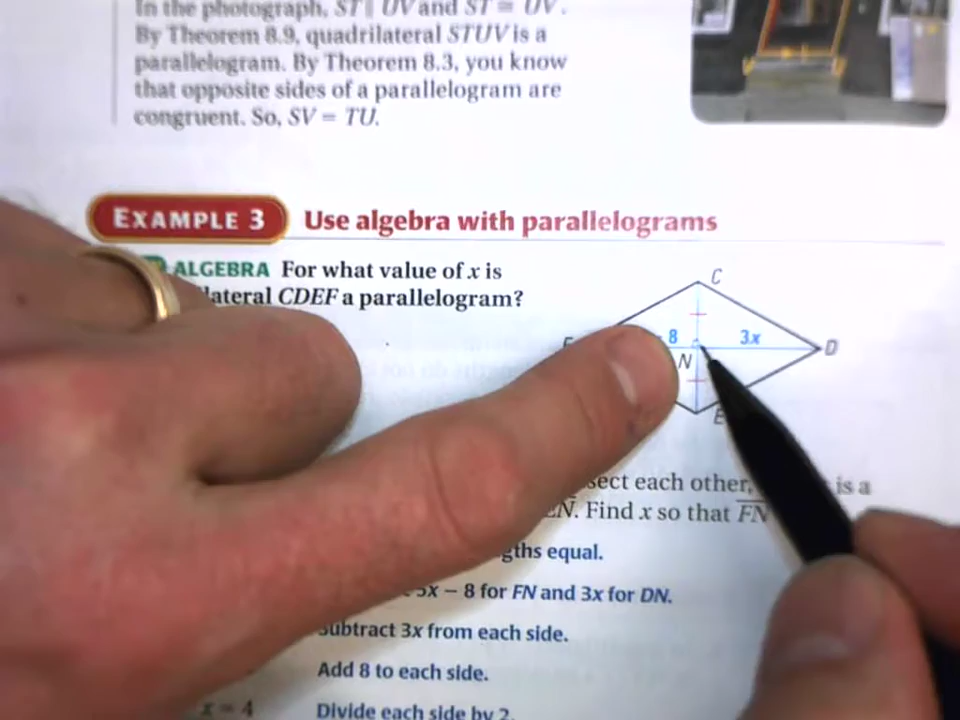 In the photograph, ST || UV and ST ≅ UV.
By Theorem 8.9, quadrilateral STUV is a
parallelogram. By Theorem 8.3, you know
that opposite sides of a parallelogram are
congruent. So, SV = TU.
EXAMPLE 3 Use algebra with parallelograms
ALGEBRA For what value of x is
lateral CDEF a parallelogram?
C
8 3x
D
N
E
sect each other, is a
N. Find x so that FN
gths equal.
5x − 8 for FN and 3x for DN.
Subtract 3x from each side.
Add 8 to each side.
x = 4 Divide each side by 2.